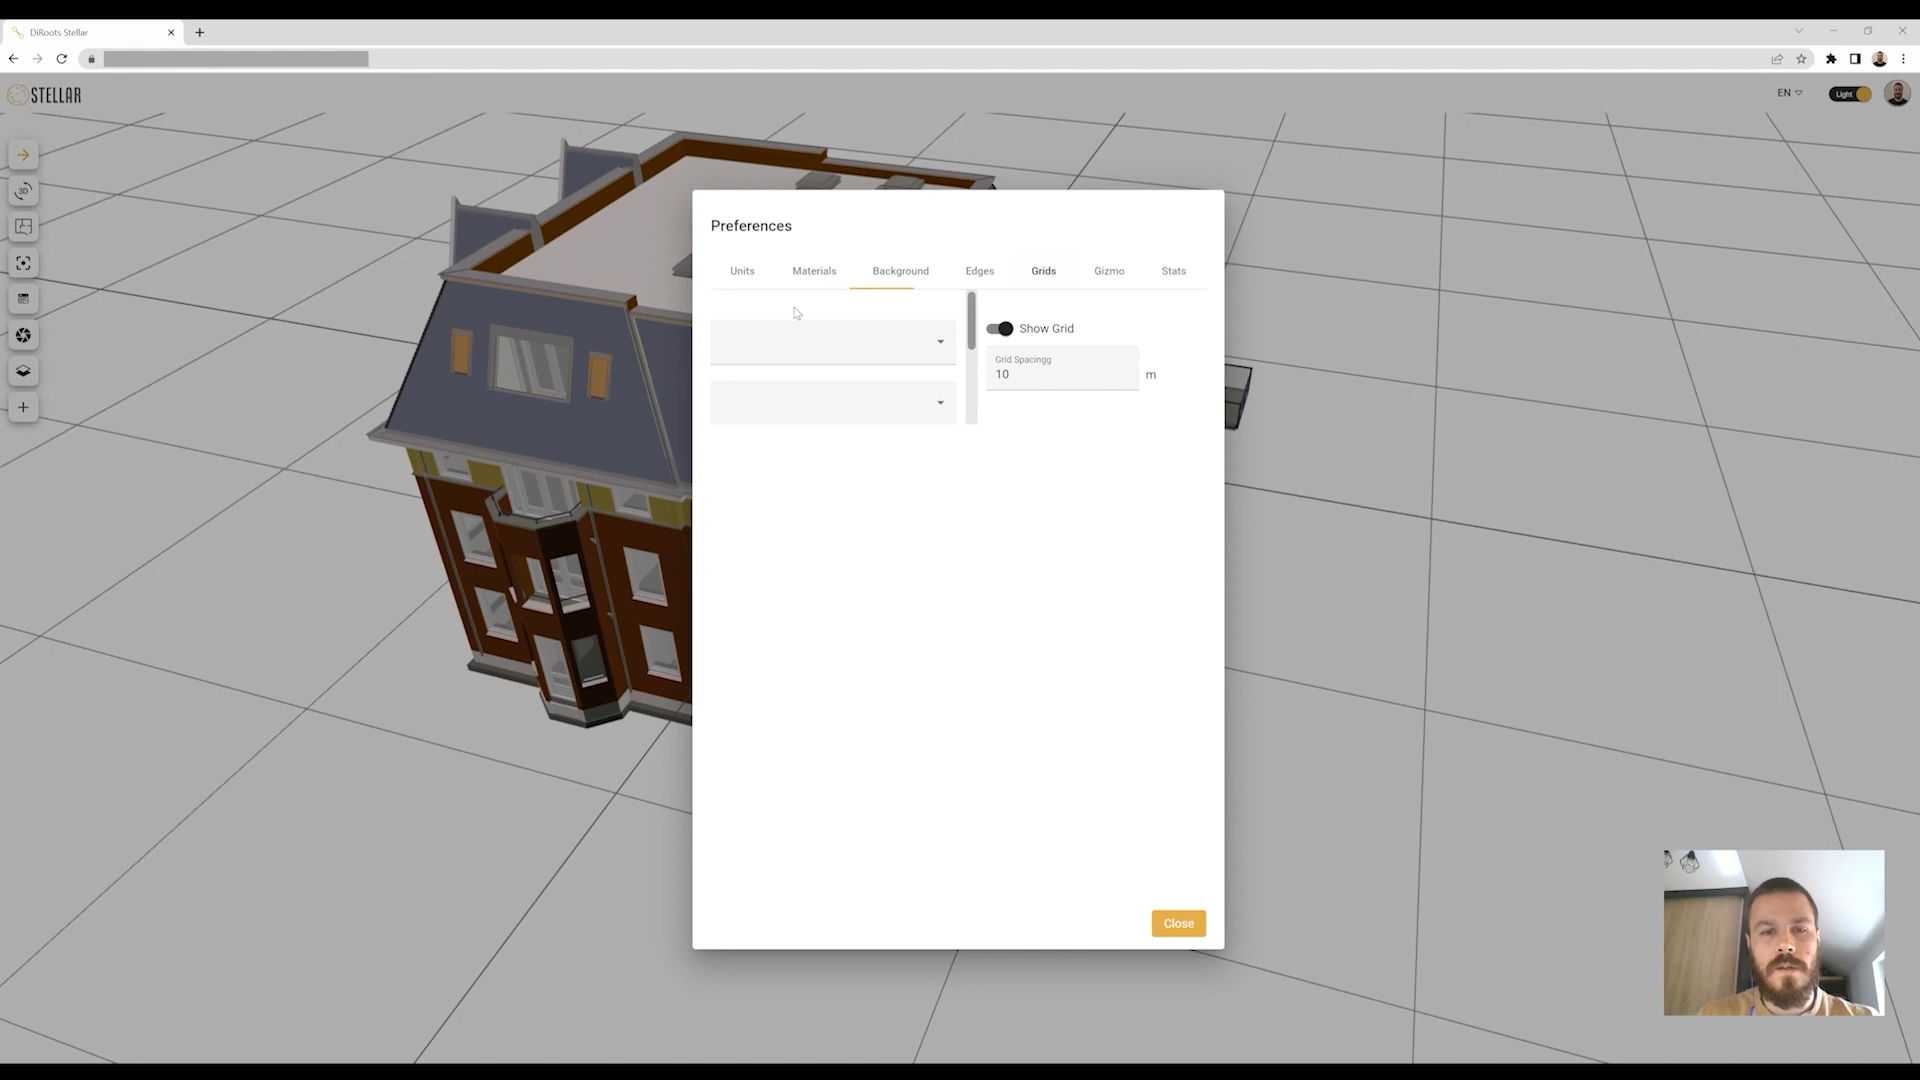 DiRoots Stellar
STELLAR
EN
Light
3D
Preferences
Units Materials Background Edges Grids Gizmo Stats
Show Grid
Grid Spacingg
10 m
Close